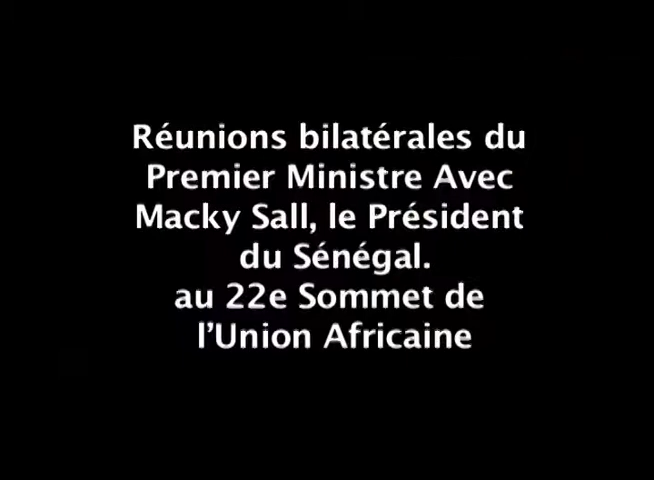 Réunions bilatérales du
Premier Ministre Avec
Macky Sall, le Président
du Sénégal.
au 22e Sommet de
l’Union Africaine